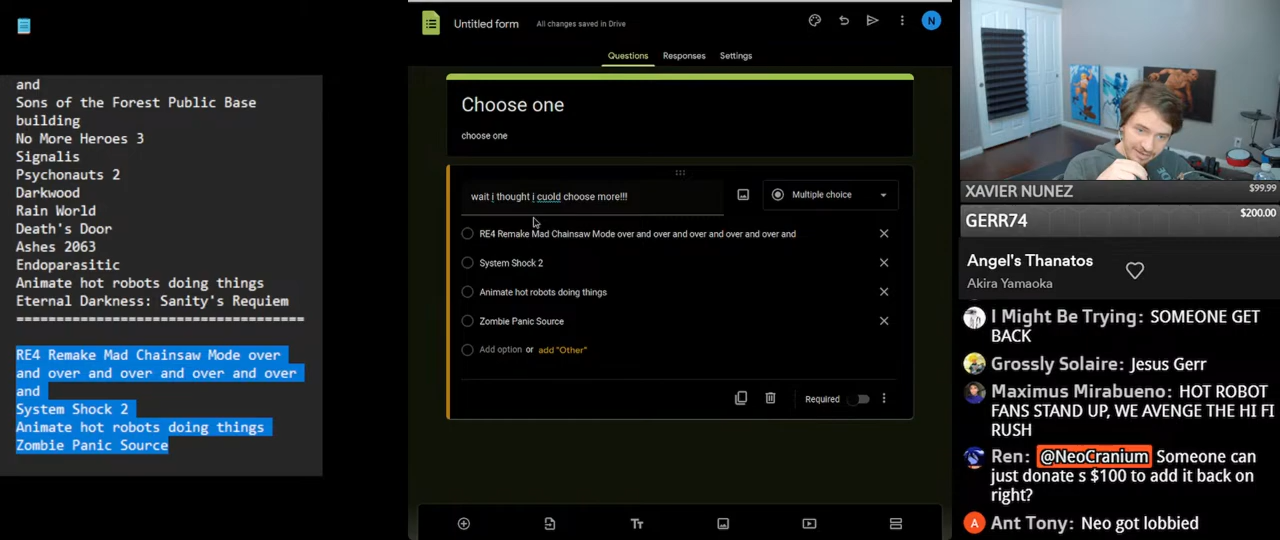 and
Sons of the Forest Public Base
building
No More Heroes 3
Signalis
Psychonauts 2
Darkwood
Rain World
Death's Door
Ashes 2063
Endoparasitic
Animate hot robots doing things
Eternal Darkness: Sanity's Requiem
====================================
RE4 Remake Mad Chainsaw Mode over
and over and over and over and over
and
System Shock 2
Animate hot robots doing things
Zombie Panic Source
Untitled form
All changes saved in Drive
N
Questions
Responses
Settings
Choose one
choose one
wait i thought i cuold choose more!!!
Multiple choice
RE4 Remake Mad Chainsaw Mode over and over and over and over and over and
System Shock 2
Animate hot robots doing things
Zombie Panic Source
Add option or add "Other"
Required
Tт
XAVIER NUNEZ
$99.99
GERR74
$200.00
Angel's Thanatos
Akira Yamaoka
I Might Be Trying: SOMEONE GET
BACK
Grossly Solaire: Jesus Gerr
Maximus Mirabueno: HOT ROBOT
FANS STAND UP, WE AVENGE THE HI FI
RUSH
Ren: @NeoCranium Someone can
just donate s $100 to add it back on
right?
A Ant Tony: Neo got lobbied